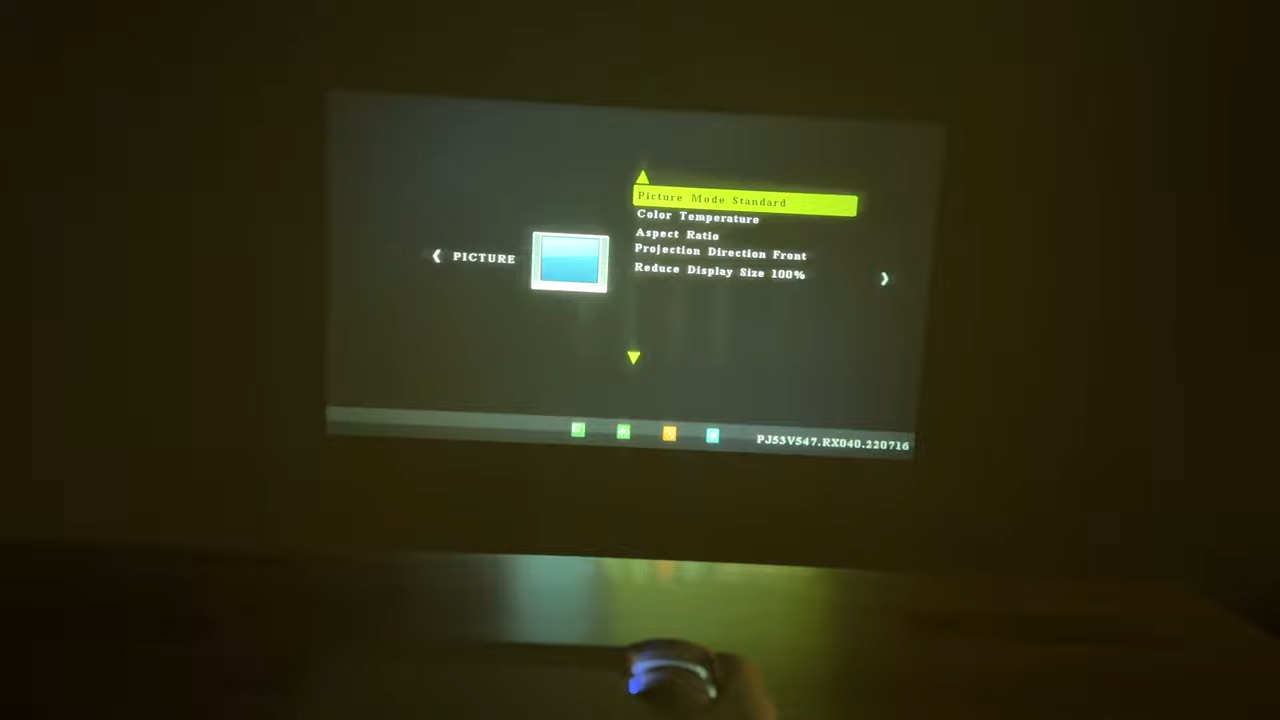 Picture Mode Standard
Color Temperature
Aspect Ratio
Projection Direction Front
Reduce Display Size 100%
PICTURE
PJ53V547.RX040.220716